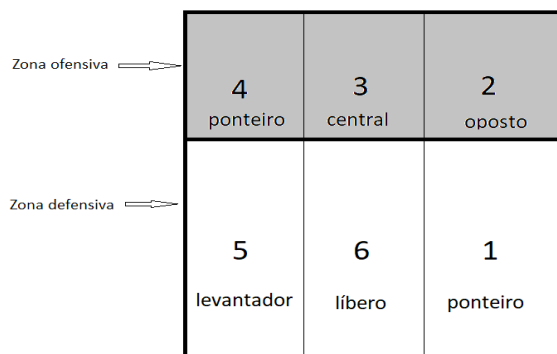 Zona ofensiva
4 3 2
ponteiro central oposto
Zona defensiva
5 6 1
levantador líbero ponteiro